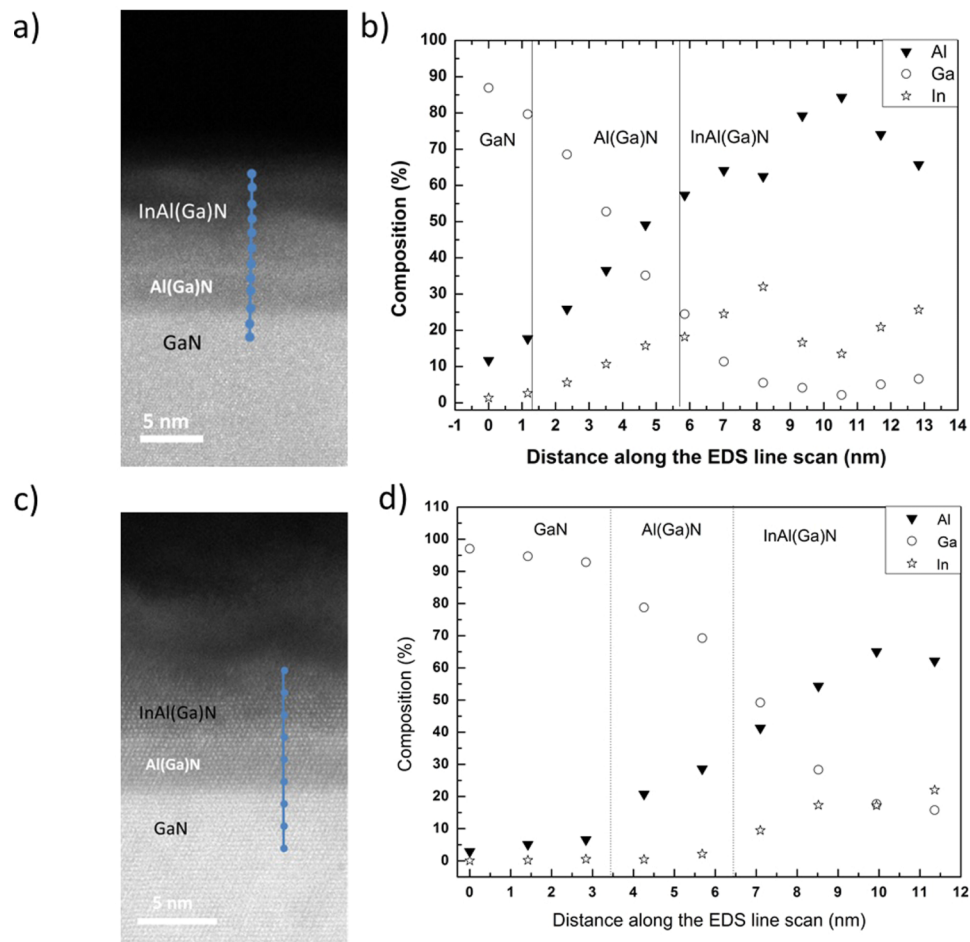 a)
InAl(Ga)N
Al(Ga)N
GaN
5 nm
b)
Composition (%)
100
90
80
70
60
50
40
30
20
10
0
GaN
Al(Ga)N
InAl(Ga)N
Al
Ga
In
-1 0 1 2 3 4 5 6 7 8 9 10 11 12 13 14
Distance along the EDS line scan (nm)
c)
InAl(Ga)N
Al(Ga)N
GaN
5 nm
d)
Composition (%)
110
100
90
80
70
60
50
40
30
20
10
0
GaN
Al(Ga)N
InAl(Ga)N
Al
Ga
In
0 1 2 3 4 5 6 7 8 9 10 11 12
Distance along the EDS line scan (nm)